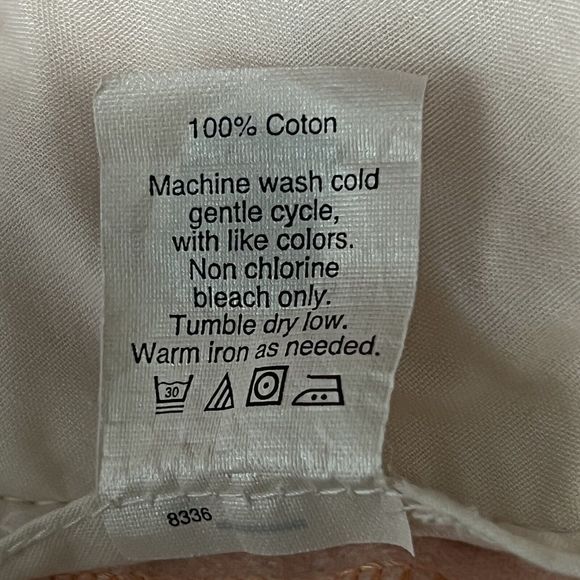 100% Coton
Machine wash cold
gentle cycle,
with like colors.
Non chlorine
bleach only.
Tumble dry low.
Warm iron as needed.
30
8336